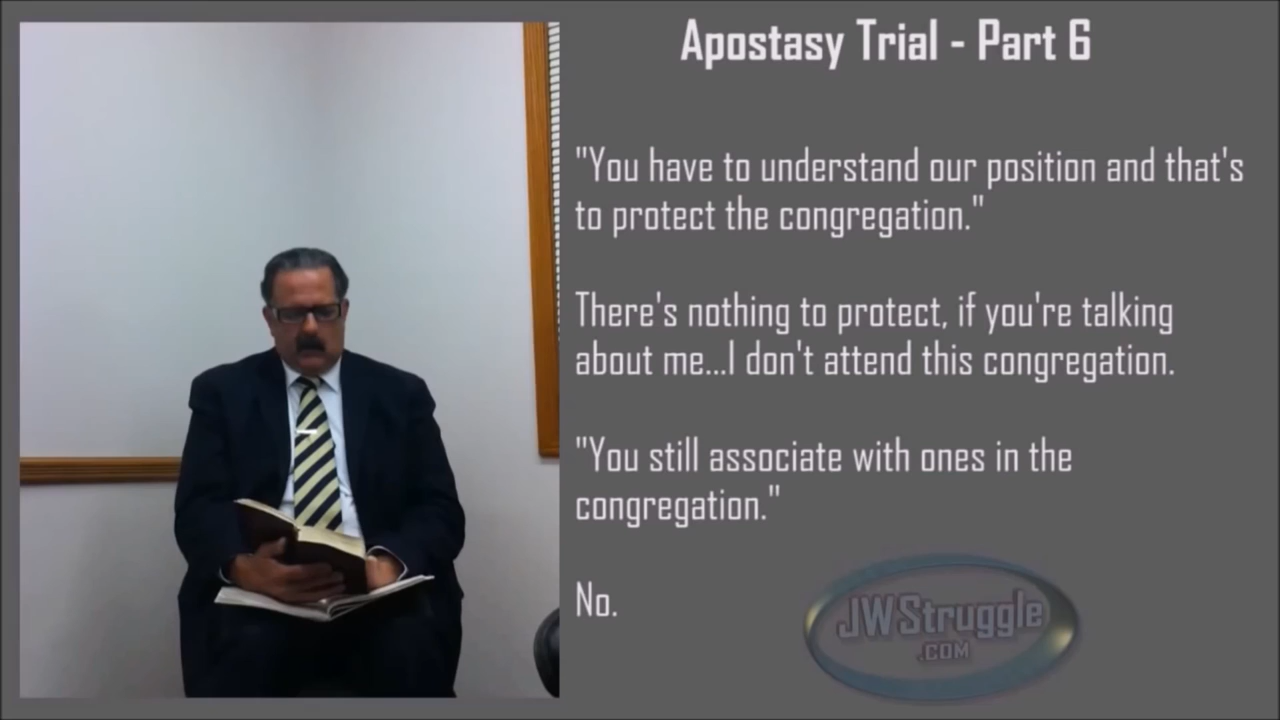 Apostasy Trial - Part 6
"You have to understand our position and that's
to protect the congregation."
There's nothing to protect, if you're talking
about me...I don't attend this congregation.
"You still associate with ones in the
congregation."
No.
JWStruggle
.COM